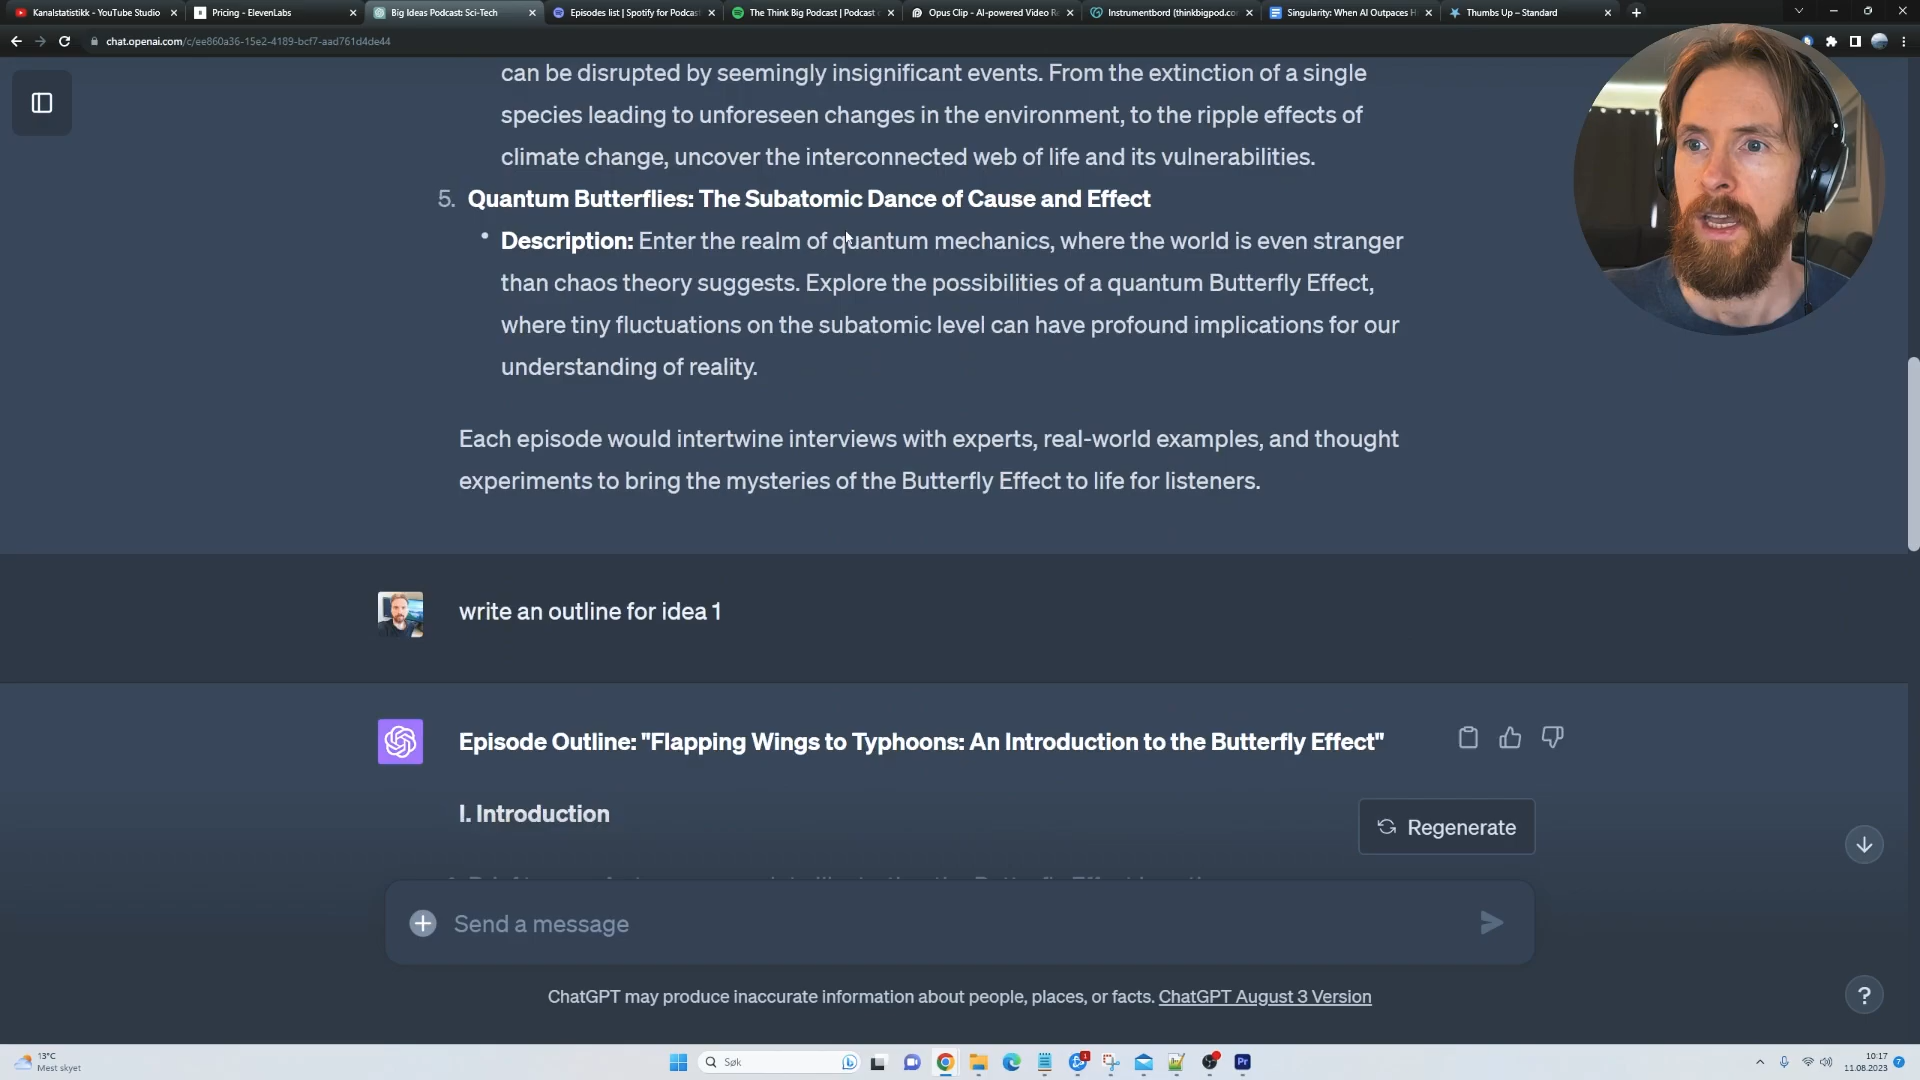 Kanalstatistikk - YouTube Studio
Pricing - ElevenLabs
Big Ideas Podcast: Sci-Tech
Episodes list | Spotify for Podcas
The Think Big Podcast | Podcast
Opus Clip - AI-powered Video R
Instrumentbord (thinkbigpod.co
Singularity: When AI Outpaces H
Thumbs Up – Standard
chat.openai.com/c/ee860a36-15e2-4189-bcf7-aad761d4de44
can be disrupted by seemingly insignificant events. From the extinction of a single
species leading to unforeseen changes in the environment, to the ripple effects of
climate change, uncover the interconnected web of life and its vulnerabilities.
5. Quantum Butterflies: The Subatomic Dance of Cause and Effect
• Description: Enter the realm of quantum mechanics, where the world is even stranger
than chaos theory suggests. Explore the possibilities of a quantum Butterfly Effect,
where tiny fluctuations on the subatomic level can have profound implications for our
understanding of reality.
Each episode would intertwine interviews with experts, real-world examples, and thought
experiments to bring the mysteries of the Butterfly Effect to life for listeners.
write an outline for idea 1
Episode Outline: "Flapping Wings to Typhoons: An Introduction to the Butterfly Effect"
I. Introduction
Regenerate
Send a message
ChatGPT may produce inaccurate information about people, places, or facts. ChatGPT August 3 Version
?
13°C
Mest skyet
Søk
1
Pr
10:17
11.08.2023
7